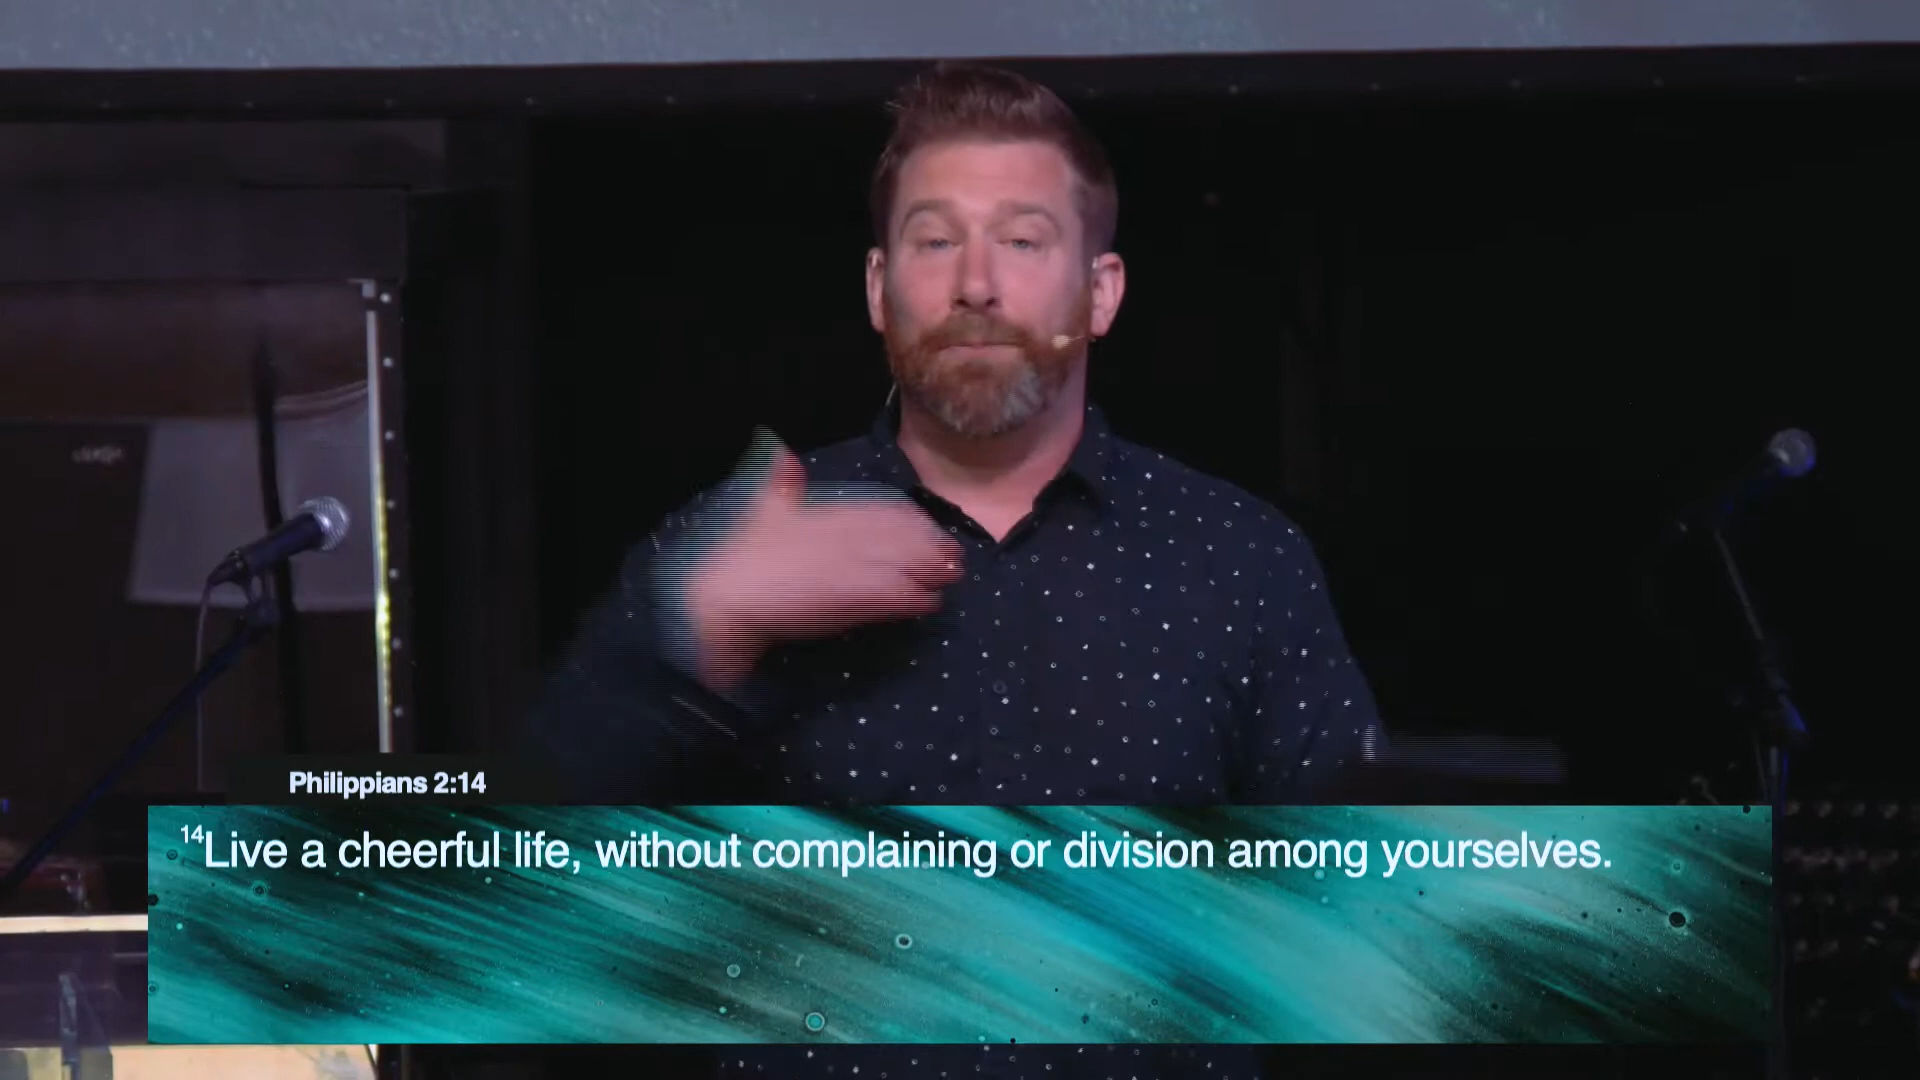 Philippians 2:14
14Live a cheerful life, without complaining or division among yourselves.